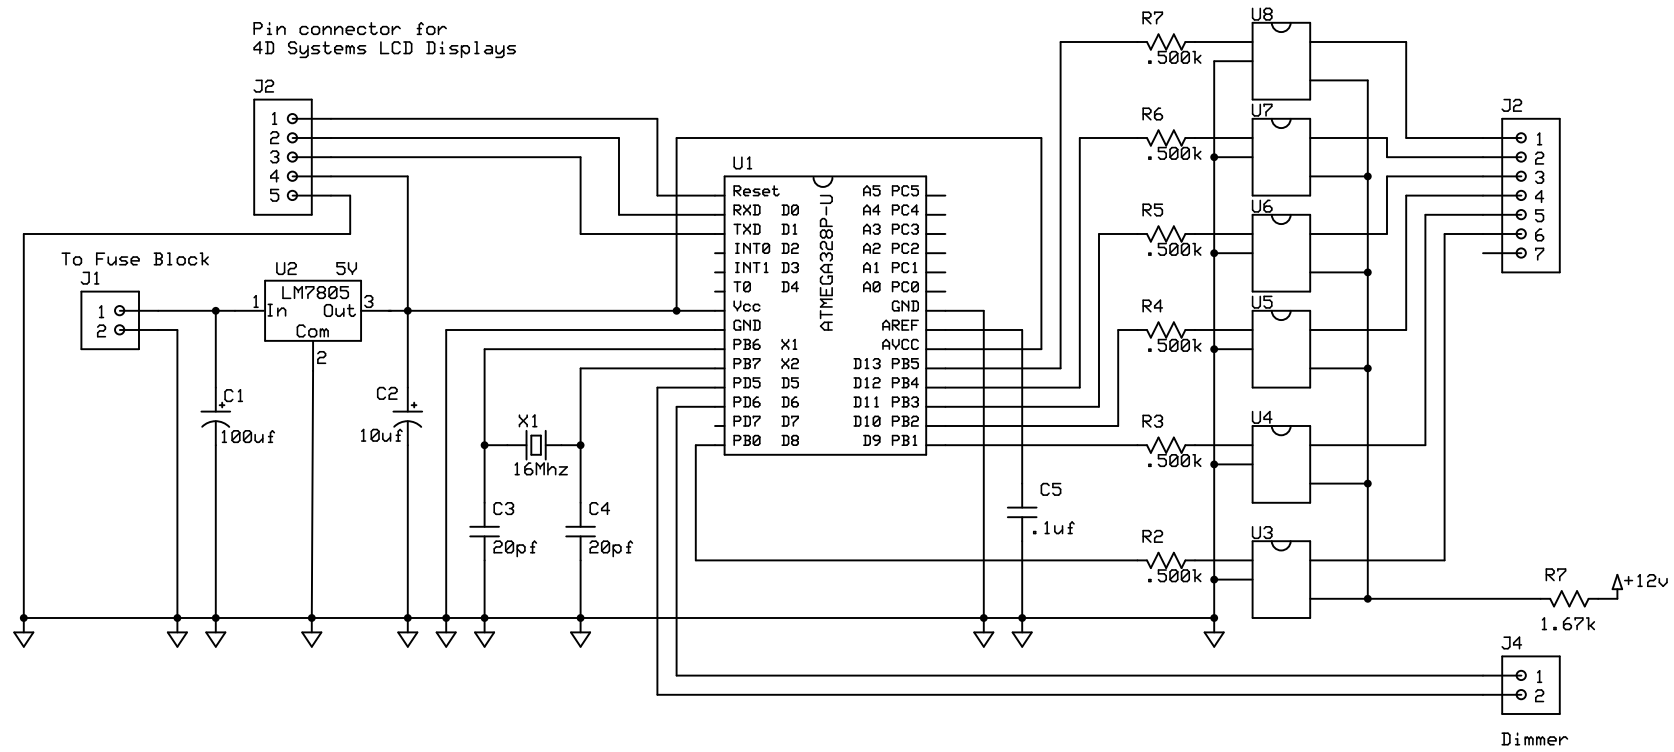 Pin connector for
4D Systems LCD Displays
J2
1
2
3
4
5
To Fuse Block
J1
1
2
U2 5V
LM7805
1 In Out 3
Com
2
C1
+
100uf
C2
+
10uf
X1
16Mhz
C3
20pf
C4
20pf
U1
ATMEGA328P-U
Reset
RXD D0
TXD D1
INT0 D2
INT1 D3
T0 D4
Vcc
GND
PB6 X1
PB7 X2
PD5 D5
PD6 D6
PD7 D7
PB0 D8
A5 PC5
A4 PC4
A3 PC3
A2 PC2
A1 PC1
A0 PC0
GND
AREF
AVCC
D13 PB5
D12 PB4
D11 PB3
D10 PB2
D9 PB1
C5
.1uf
R7
.500k
R6
.500k
R5
.500k
R4
.500k
R3
.500k
R2
.500k
U8
U7
U6
U5
U4
U3
J2
1
2
3
4
5
6
7
R7
1.67k
+12v
J4
1
2
Dimmer